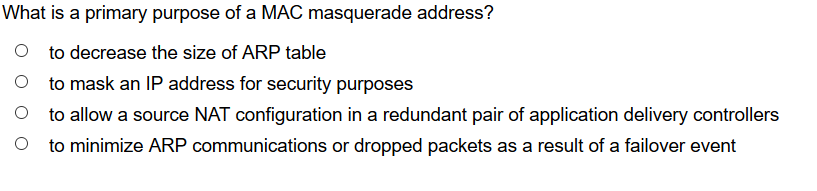 What is a primary purpose of a MAC masquerade address?
to decrease the size of ARP table
to mask an IP address for security purposes
to allow a source NAT configuration in a redundant pair of application delivery controllers
to minimize ARP communications or dropped packets as a result of a failover event